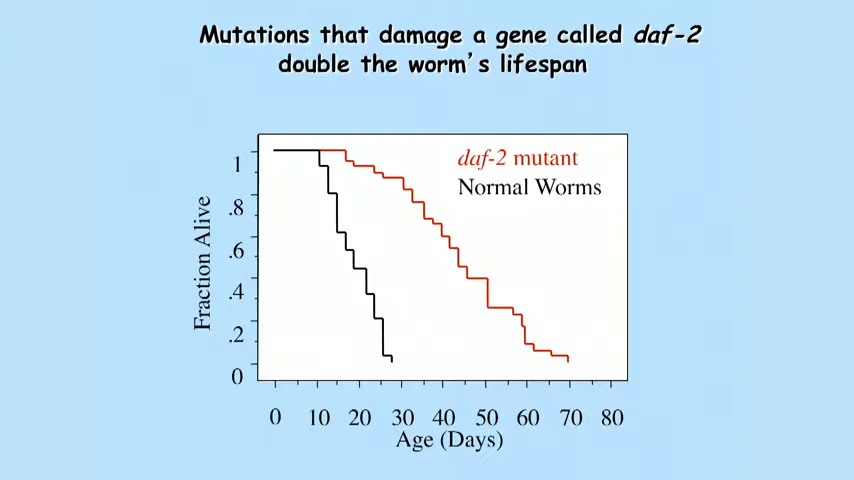 Mutations that damage a gene called daf-2
double the worm's lifespan
daf-2 mutant
Normal Worms
Fraction Alive
1
.8
.6
.4
.2
0
0 10 20 30 40 50 60 70 80
Age (Days)